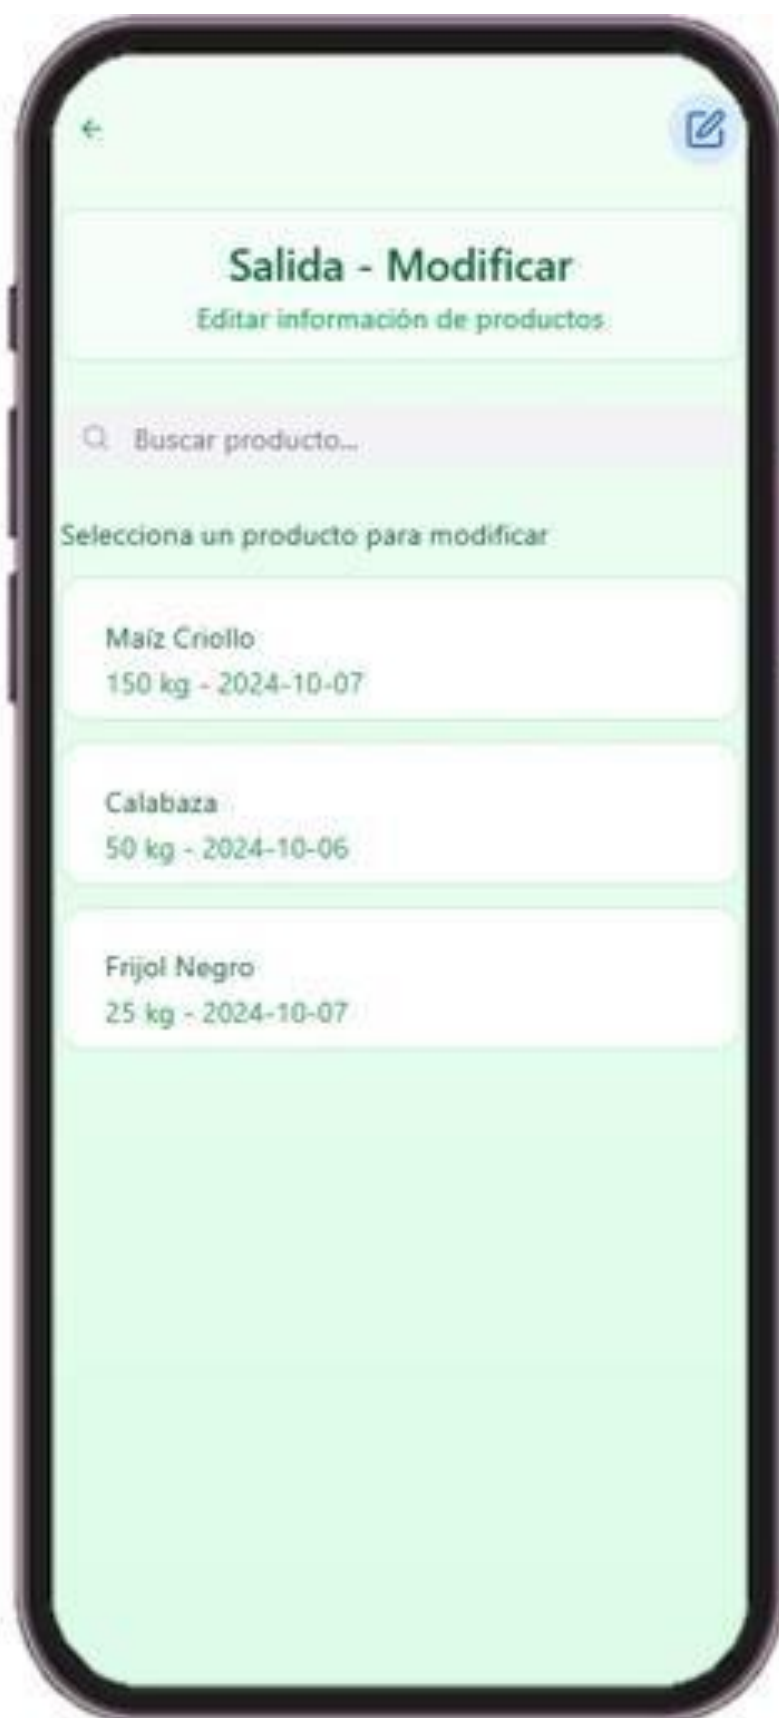 Salida - Modificar
Editar información de productos
Buscar producto...
Selecciona un producto para modificar
Maíz Criollo
150 kg - 2024-10-07
Calabaza
50 kg - 2024-10-06
Frijol Negro
25 kg - 2024-10-07